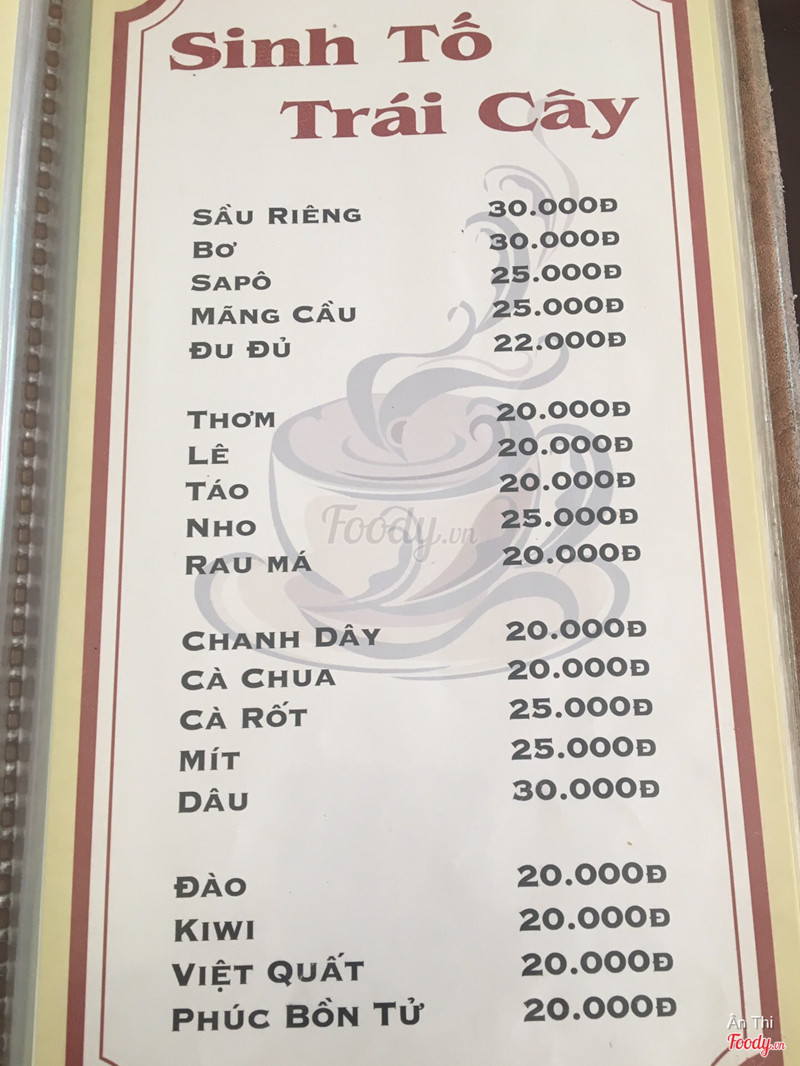 Sinh Tố
Trái Cây
SẦU RIÊNG 30.000Đ
BƠ 30.000Đ
SAPÔ 25.000Đ
MÃNG CẦU 25.000Đ
ĐU ĐỦ 22.000Đ
THƠM 20.000Đ
LÊ 20.000Đ
TÁO 20.000Đ
NHO 25.000Đ
Foody.vn
RAU MÁ 20.000Đ
CHANH DÂY 20.000Đ
CÀ CHUA 20.000Đ
CÀ RỐT 25.000Đ
MÍT 25.000Đ
DÂU 30.000Đ
ĐÀO 20.000Đ
KIWI 20.000Đ
VIỆT QUẤT 20.000Đ
PHÚC BỒN TỬ 20.000Đ
Ân Thi
Foody.vn